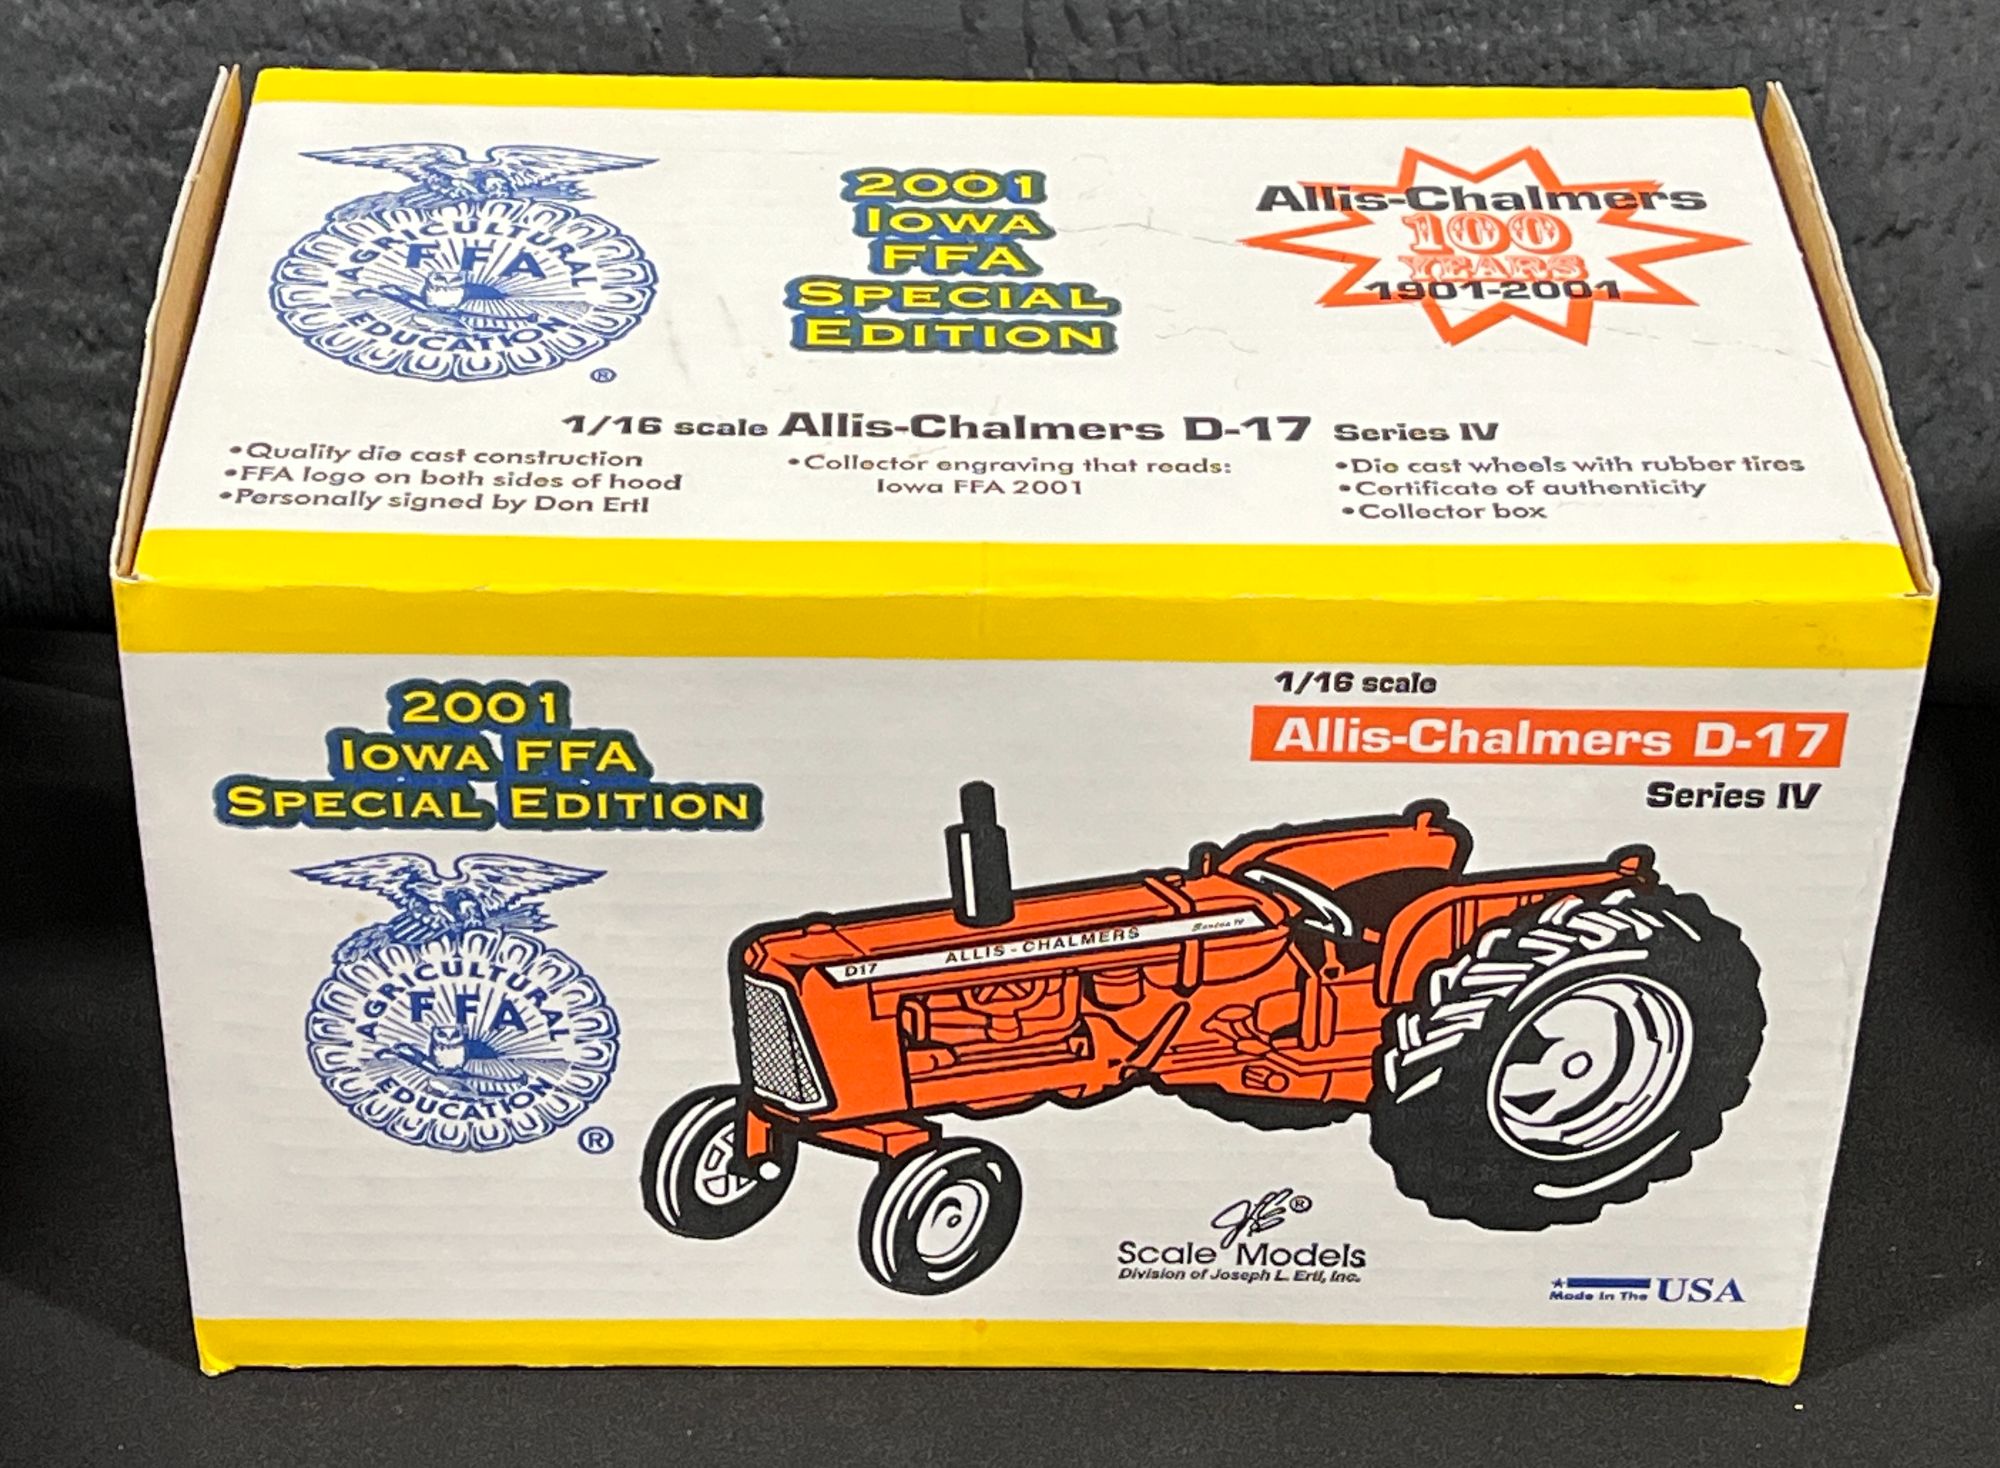 AGRICULTURAL
FFA
EDUCATION
®
2001
IOWA
FFA
SPECIAL
EDITION
Allis-Chalmers
100
YEARS
1901-2001
1/16 scale Allis-Chalmers D-17 Series IV
•Quality die cast construction
•FFA logo on both sides of hood
•Personally signed by Don Ertl
•Collector engraving that reads:
Iowa FFA 2001
•Die cast wheels with rubber tires
•Certificate of authenticity
•Collector box
2001
IOWA FFA
SPECIAL EDITION
AGRICULTURAL
FFA
EDUCATION
®
1/16 scale
Allis-Chalmers D-17
Series IV
D17 ALLIS-CHALMERS Series IV
®
Scale Models
Division of Joseph L. Ertl, Inc.
Made In The USA